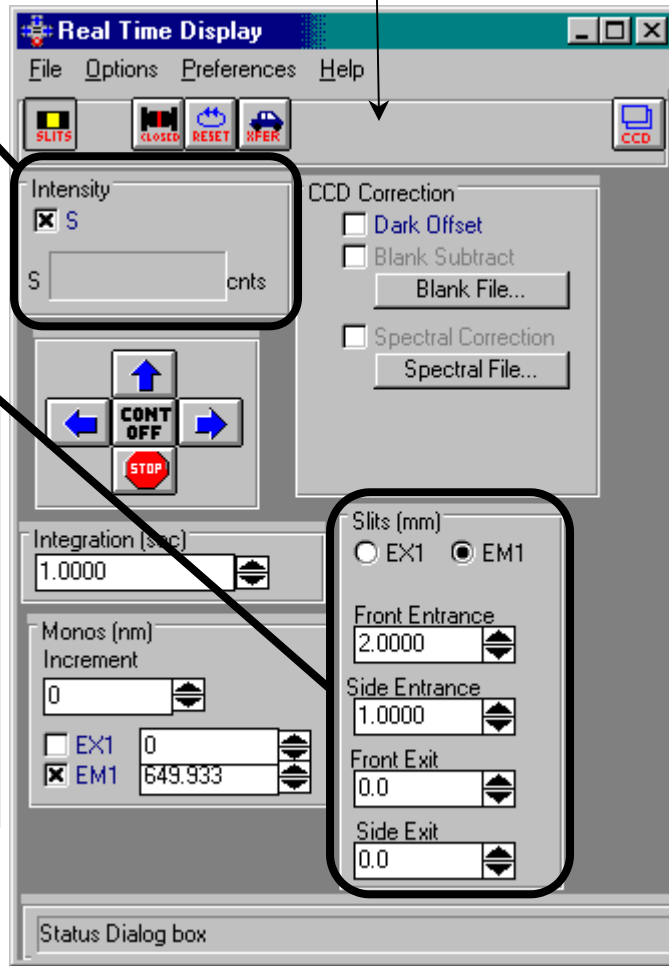 Real Time Display
File Options Preferences Help
SLITS CLOSED RESET XFER CCD
Intensity
S
S cnts
CCD Correction
Dark Offset
Blank Subtract
Blank File...
Spectral Correction
Spectral File...
CONT
OFF
STOP
Integration (sec)
1.0000
Monos (nm)
Increment
0
EX1 0
EM1 649.933
Slits (mm)
EX1 EM1
Front Entrance
2.0000
Side Entrance
1.0000
Front Exit
0.0
Side Exit
0.0
Status Dialog box